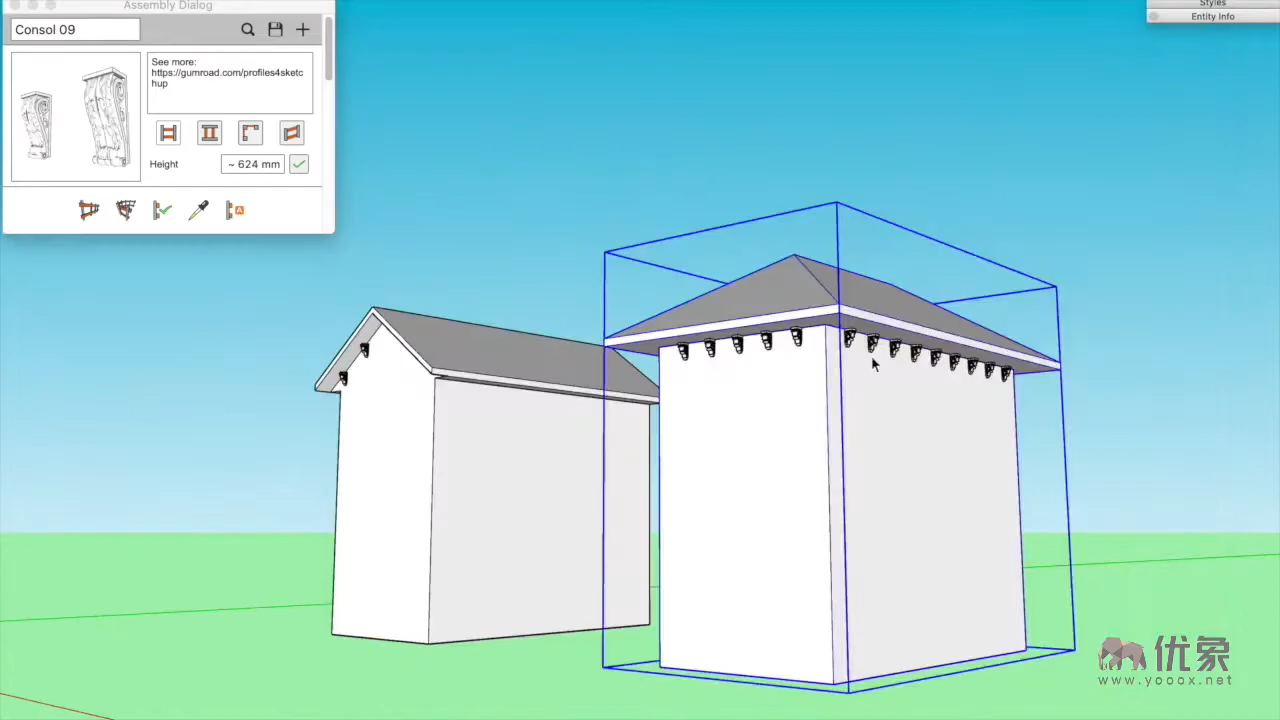 Assembly Dialog
Styles
Entity Info
Consol 09
See more:
https://gumroad.com/profiles4sketc
hup
Height
~ 624 mm
A
优象
www.yooox.net